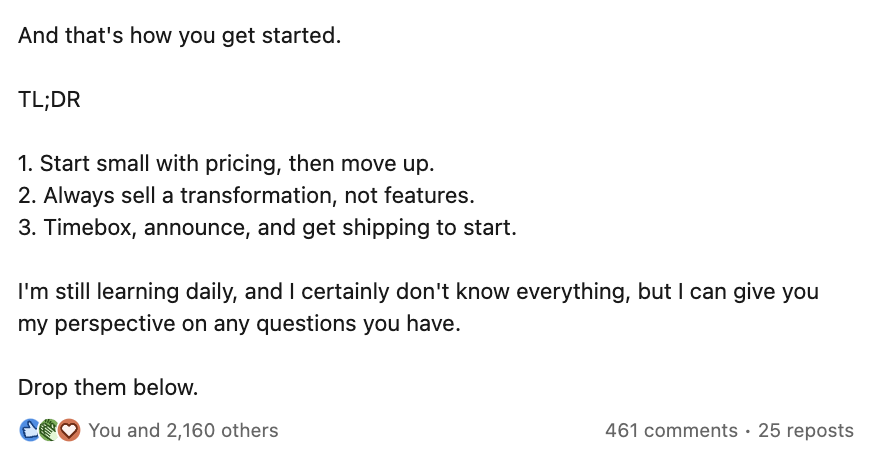 And that's how you get started.
TL;DR
1. Start small with pricing, then move up.
2. Always sell a transformation, not features.
3. Timebox, announce, and get shipping to start.
I'm still learning daily, and I certainly don't know everything, but I can give you
my perspective on any questions you have.
Drop them below.
You and 2,160 others
461 comments • 25 reposts